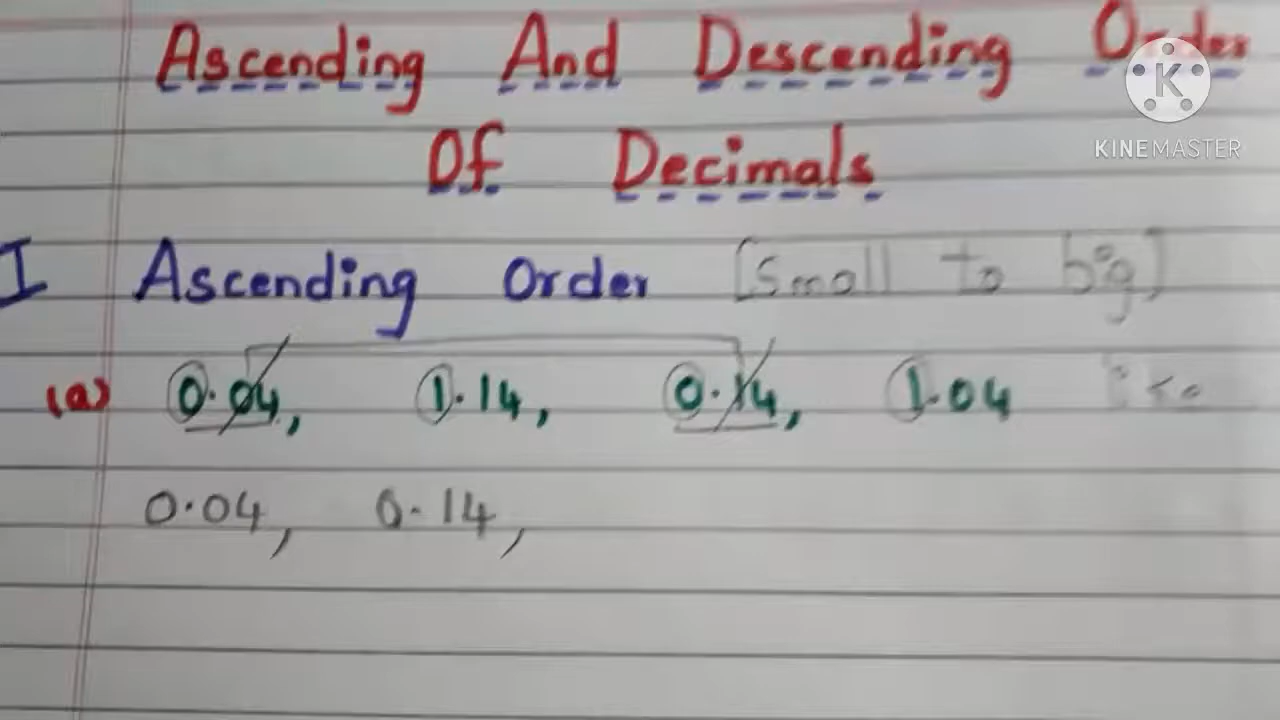 Ascending And Descending Order
Of Decimals
KINEMASTER
I Ascending Order [Small to big]
(a) 0.04, 1.14, 0.14, 1.04
0.04, 0.14,